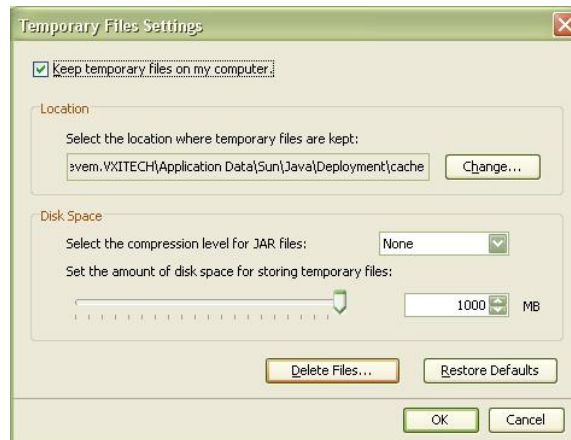 Temporary Files Settings
Keep temporary files on my computer.
Location
Select the location where temporary files are kept:
evem.VXITECH\Application Data\Sun\Java\Deployment\cache
Change...
Disk Space
Select the compression level for JAR files:
None
Set the amount of disk space for storing temporary files:
1000 MB
Delete Files...
Restore Defaults
OK
Cancel